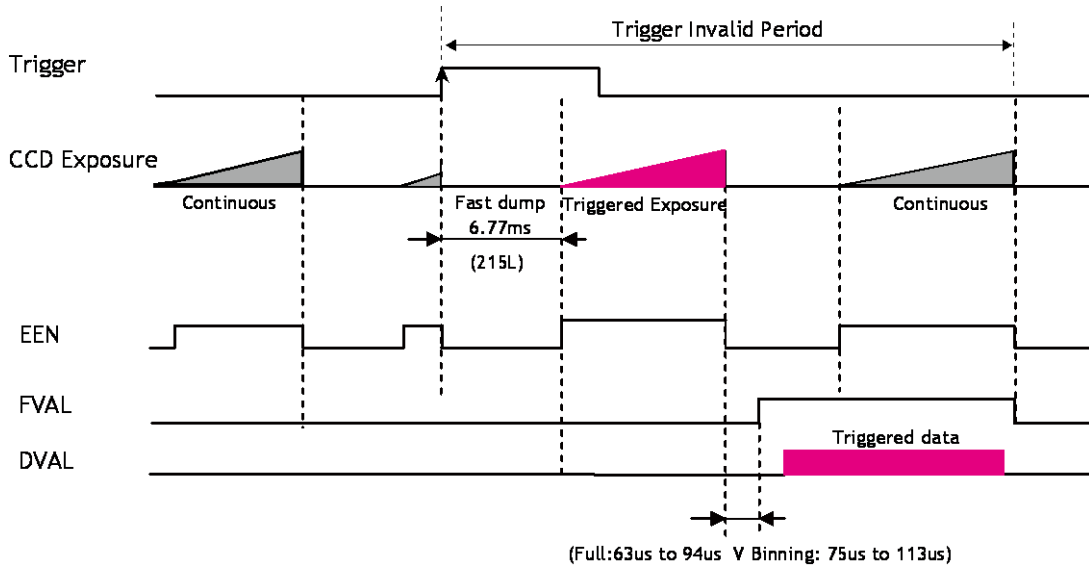 Trigger Invalid Period
Trigger
CCD Exposure
Continuous
Fast dump
Triggered Exposure
Continuous
6.77ms
(215L)
EEN
FVAL
Triggered data
DVAL
(Full:63us to 94us V Binning: 75us to 113us)